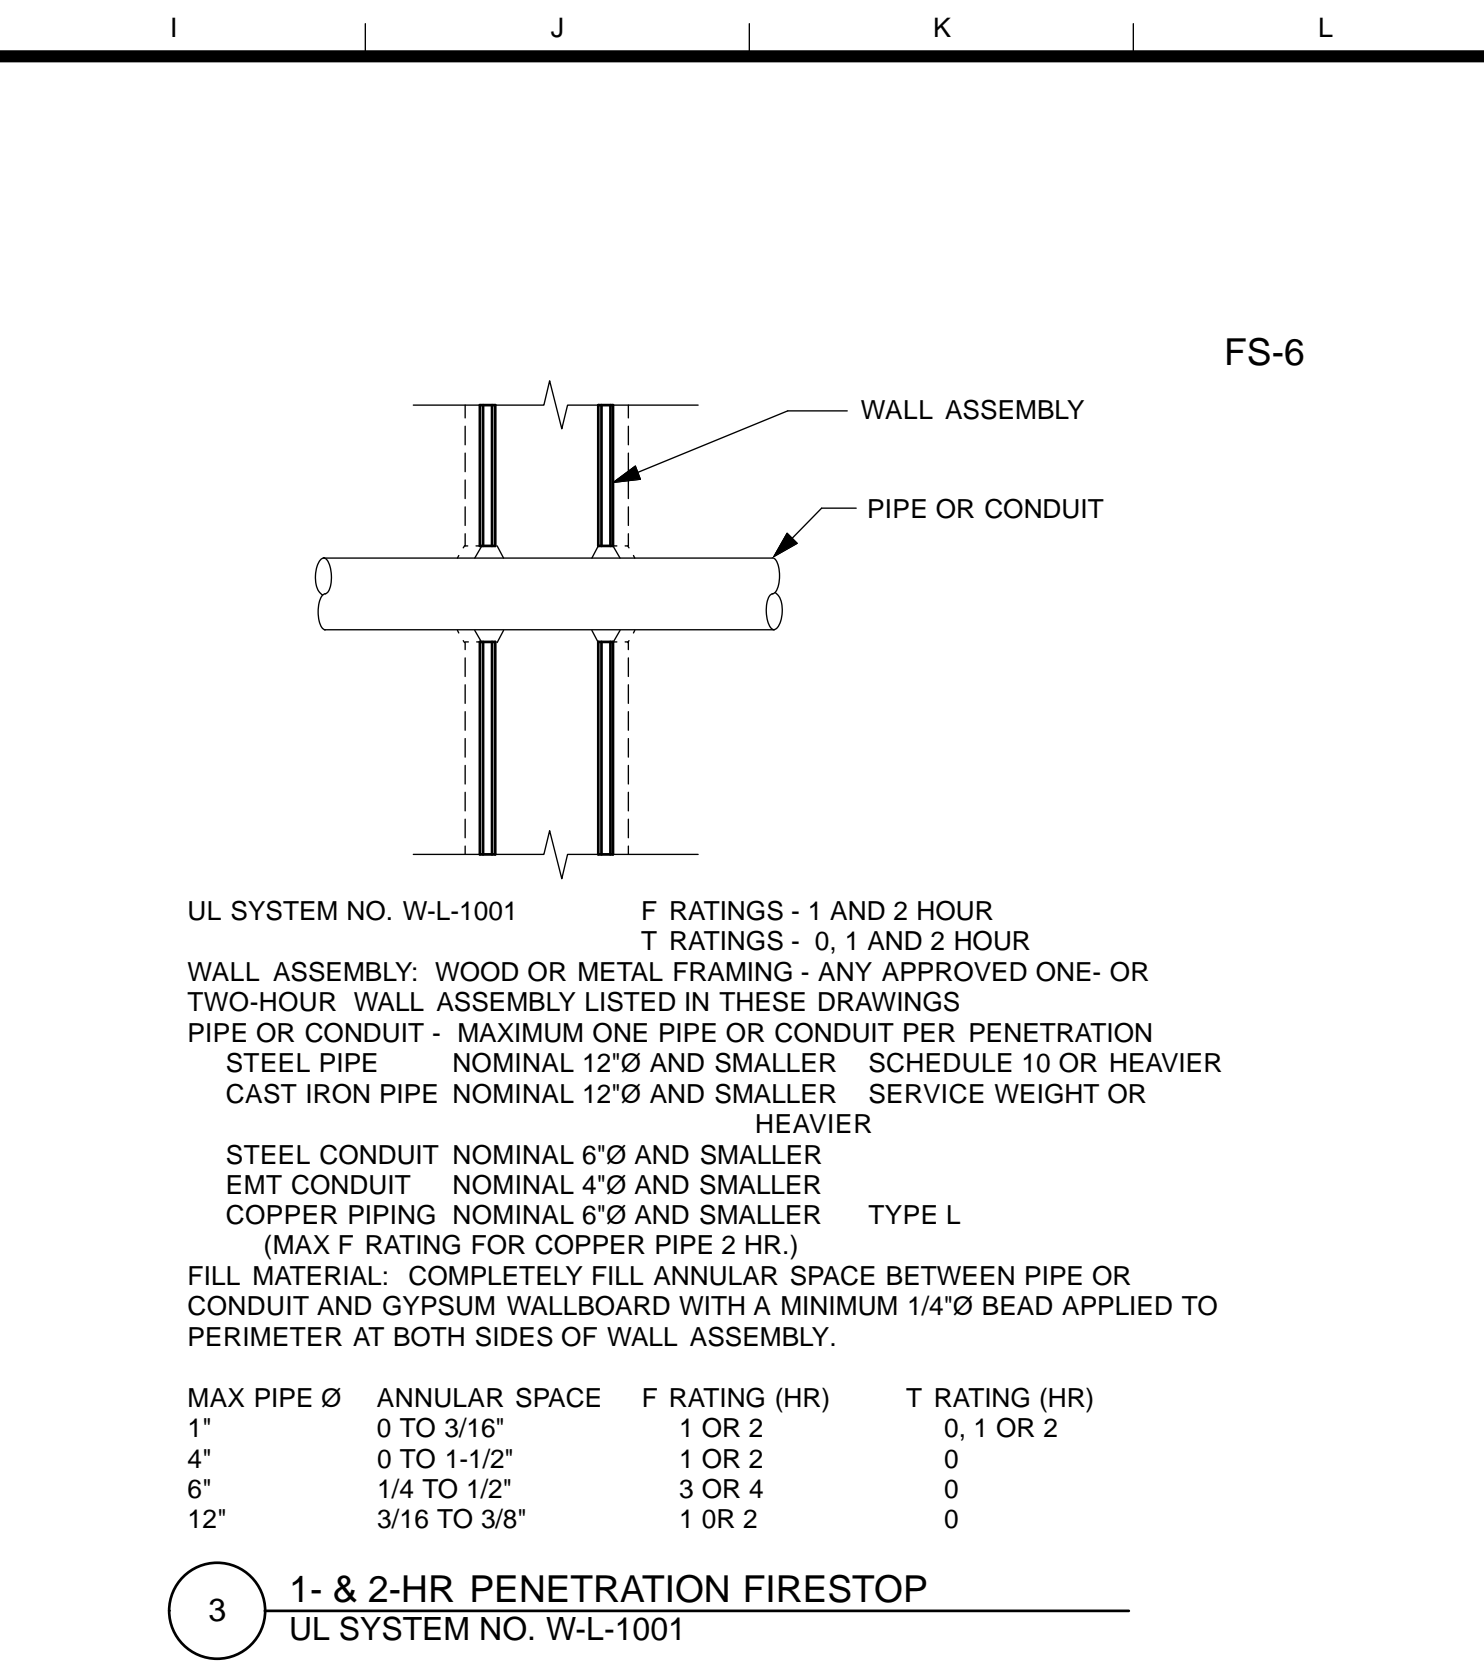 I J K L
FS-6
WALL ASSEMBLY
PIPE OR CONDUIT
UL SYSTEM NO. W-L-1001 F RATINGS - 1 AND 2 HOUR
T RATINGS - 0, 1 AND 2 HOUR
WALL ASSEMBLY: WOOD OR METAL FRAMING - ANY APPROVED ONE- OR
TWO-HOUR WALL ASSEMBLY LISTED IN THESE DRAWINGS
PIPE OR CONDUIT - MAXIMUM ONE PIPE OR CONDUIT PER PENETRATION
STEEL PIPE NOMINAL 12"Ø AND SMALLER SCHEDULE 10 OR HEAVIER
CAST IRON PIPE NOMINAL 12"Ø AND SMALLER SERVICE WEIGHT OR
HEAVIER
STEEL CONDUIT NOMINAL 6"Ø AND SMALLER
EMT CONDUIT NOMINAL 4"Ø AND SMALLER
COPPER PIPING NOMINAL 6"Ø AND SMALLER TYPE L
(MAX F RATING FOR COPPER PIPE 2 HR.)
FILL MATERIAL: COMPLETELY FILL ANNULAR SPACE BETWEEN PIPE OR
CONDUIT AND GYPSUM WALLBOARD WITH A MINIMUM 1/4"Ø BEAD APPLIED TO
PERIMETER AT BOTH SIDES OF WALL ASSEMBLY.
MAX PIPE Ø ANNULAR SPACE F RATING (HR) T RATING (HR)
1" 0 TO 3/16" 1 OR 2 0, 1 OR 2
4" 0 TO 1-1/2" 1 OR 2 0
6" 1/4 TO 1/2" 3 OR 4 0
12" 3/16 TO 3/8" 1 0R 2 0
3 1- & 2-HR PENETRATION FIRESTOP
UL SYSTEM NO. W-L-1001